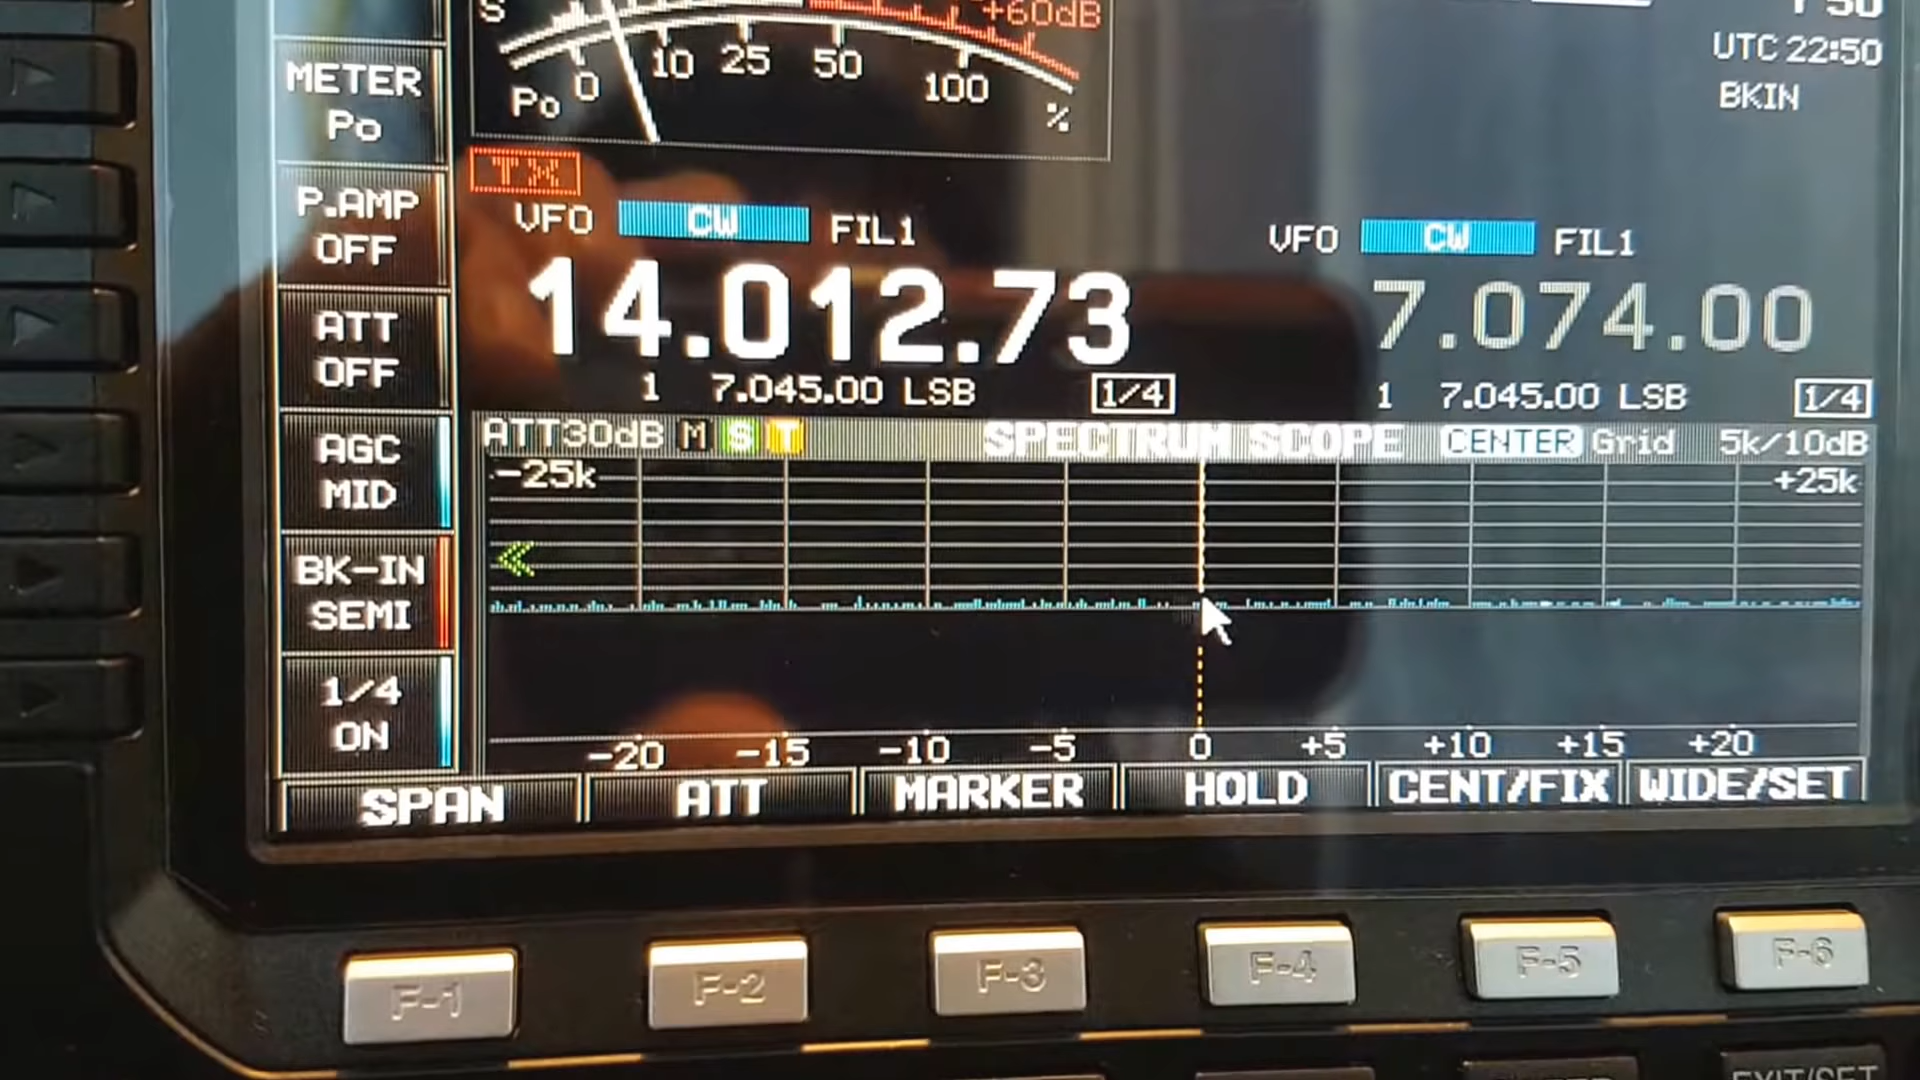 S +60dB
0 10 25 50 100
Po %
UTC 22:50
BKIN
METER
Po
P.AMP
OFF
ATT
OFF
AGC
MID
BK-IN
SEMI
1/4
ON
TX
VFO CW FIL1
14.012.73
1 7.045.00 LSB 1/4
VFO CW FIL1
7.074.00
1 7.045.00 LSB 1/4
ATT30dB M S T SPECTRUM SCOPE CENTER Grid 5k/10dB
-25k +25k
-20 -15 -10 -5 0 +5 +10 +15 +20
SPAN ATT MARKER HOLD CENT/FIX WIDE/SET
F-1 F-2 F-3 F-4 F-5 F-6
EXIT/SET